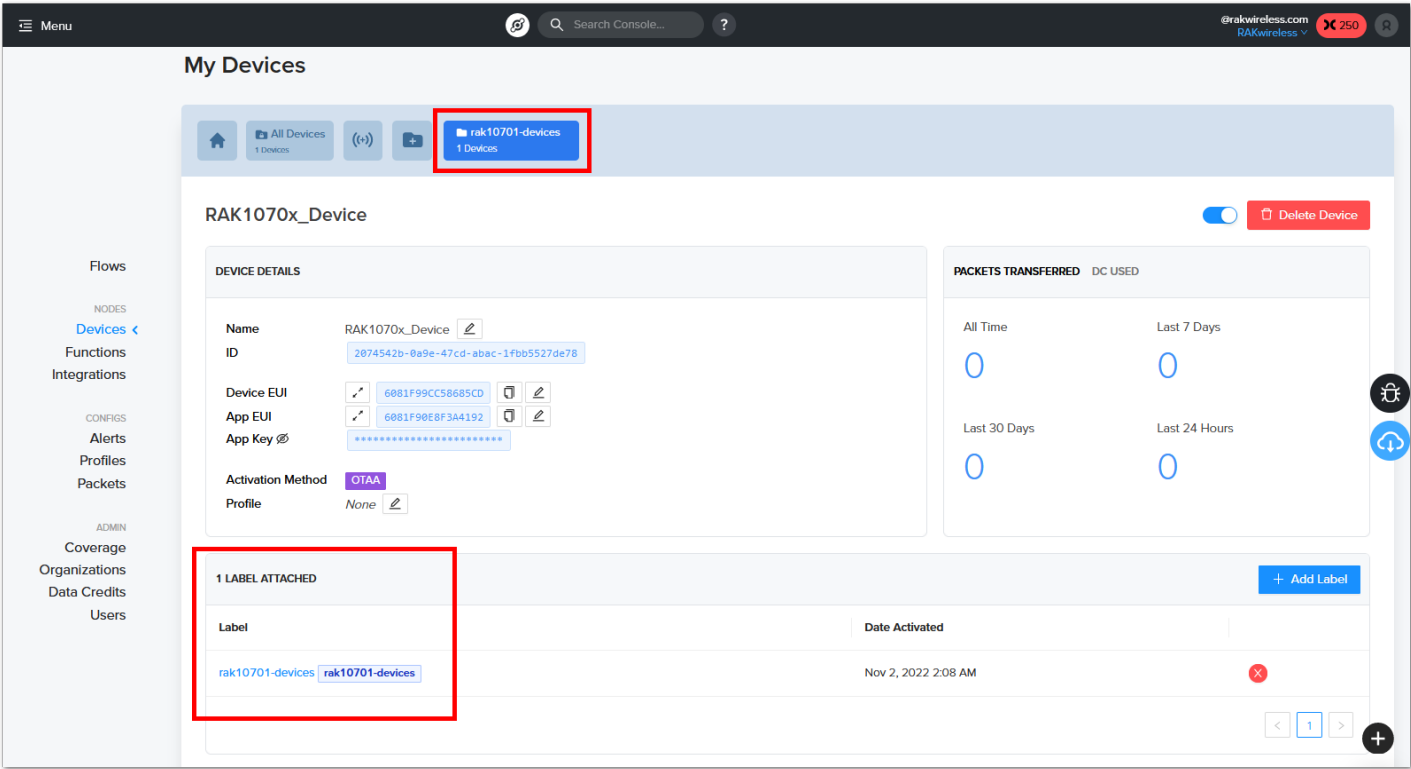 Menu
Search Console...
?
@rakwireless.com
RAKwireless
250
My Devices
All Devices
1 Devices
rak10701-devices
1 Devices
RAK1070x_Device
Delete Device
Flows
NODES
Devices
Functions
Integrations
CONFIGS
Alerts
Profiles
Packets
ADMIN
Coverage
Organizations
Data Credits
Users
DEVICE DETAILS
Name RAK1070x_Device
ID 2074542b-0a9e-47cd-abac-1fbb5527de78
Device EUI 6081F99CC58685CD
App EUI 6081F90E8F3A4192
App Key ************************
Activation Method OTAA
Profile None
PACKETS TRANSFERRED DC USED
All Time Last 7 Days
0 0
Last 30 Days Last 24 Hours
0 0
1 LABEL ATTACHED
+ Add Label
Label Date Activated
rak10701-devices rak10701-devices Nov 2, 2022 2:08 AM
< 1 >